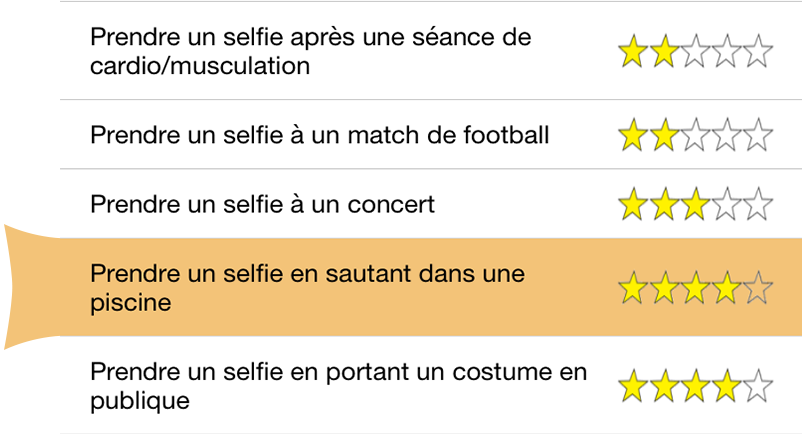 Prendre un selfie après une séance de
cardio/musculation
Prendre un selfie à un match de football
Prendre un selfie à un concert
Prendre un selfie en sautant dans une
piscine
Prendre un selfie en portant un costume en
publique